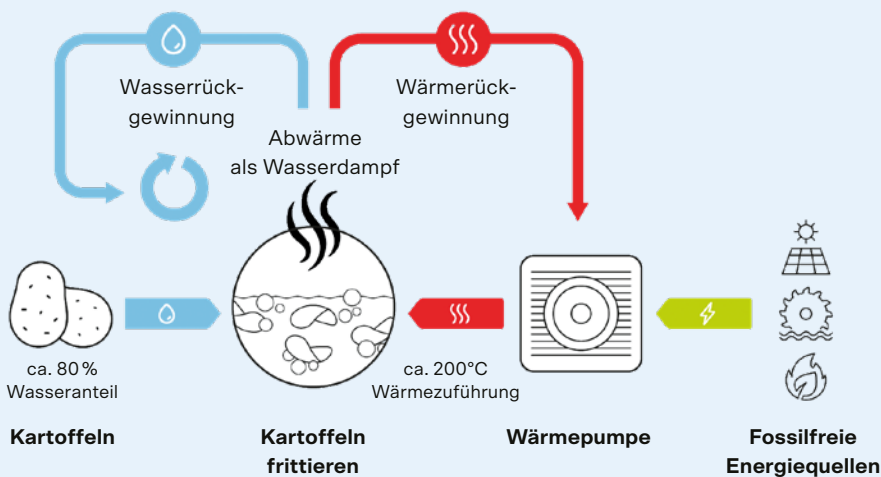 Wasserrück-
gewinnung
Wärmerück-
gewinnung
Abwärme
als Wasserdampf
ca. 80 %
Wasseranteil
ca. 200°C
Wärmezuführung
Kartoffeln
Kartoffeln
frittieren
Wärmepumpe
Fossilfreie
Energiequellen